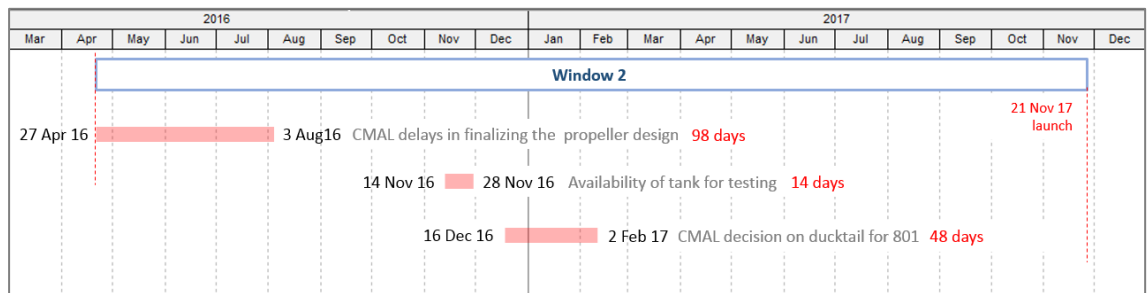 2016 2017
Mar Apr May Jun Jul Aug Sep Oct Nov Dec Jan Feb Mar Apr May Jun Jul Aug Sep Oct Nov Dec
Window 2
21 Nov 17
launch
27 Apr 16 3 Aug16 CMAL delays in finalizing the propeller design 98 days
14 Nov 16 28 Nov 16 Availability of tank for testing 14 days
16 Dec 16 2 Feb 17 CMAL decision on ducktail for 801 48 days